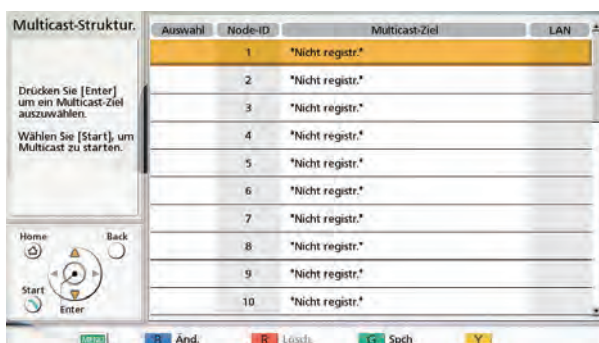 Multicast-Struktur.
Auswahl Node-ID Multicast-Ziel LAN
Drücken Sie [Enter]
um ein Multicast-Ziel
auszuwählen.
Wählen Sie [Start], um
Multicast zu starten.
1 *Nicht registr.*
2 *Nicht registr.*
3 *Nicht registr.*
4 *Nicht registr.*
5 *Nicht registr.*
6 *Nicht registr.*
7 *Nicht registr.*
8 *Nicht registr.*
9 *Nicht registr.*
10 *Nicht registr.*
Home Back
Start
Enter
MENU B Änd. R Lösch. G Spch Y